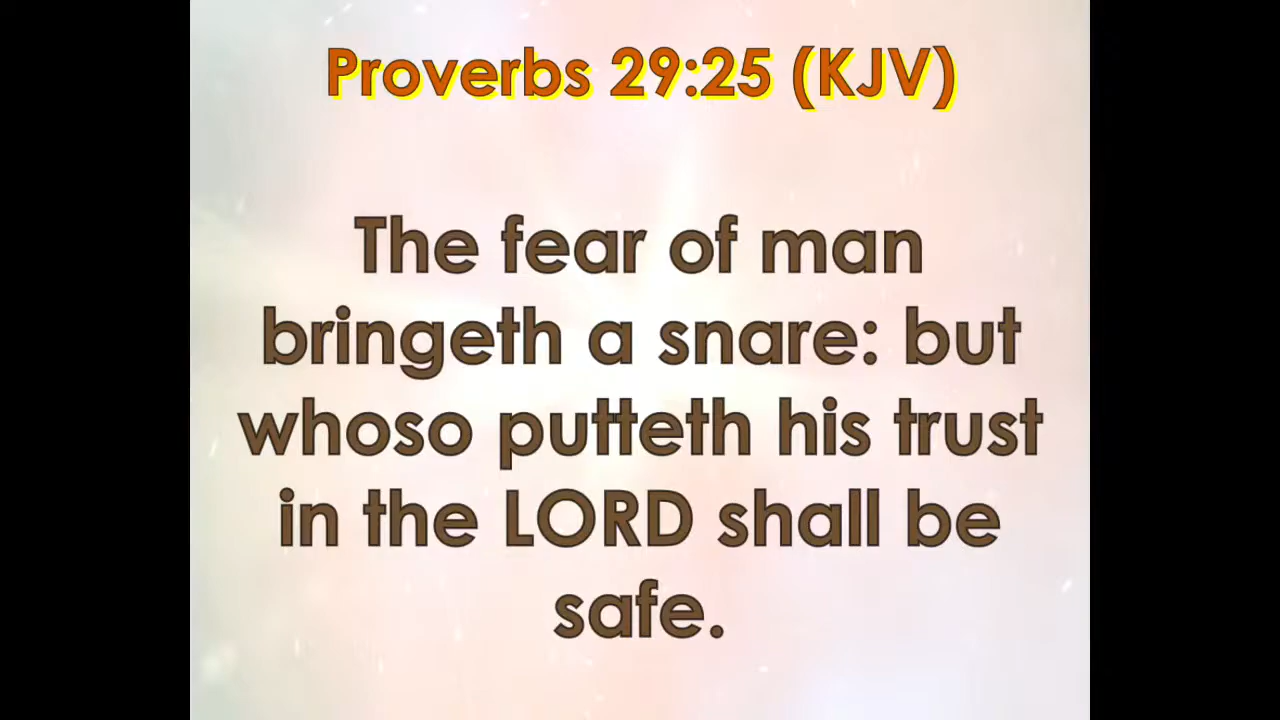 Proverbs 29:25 (KJV)
The fear of man
bringeth a snare: but
whoso putteth his trust
in the LORD shall be
safe.